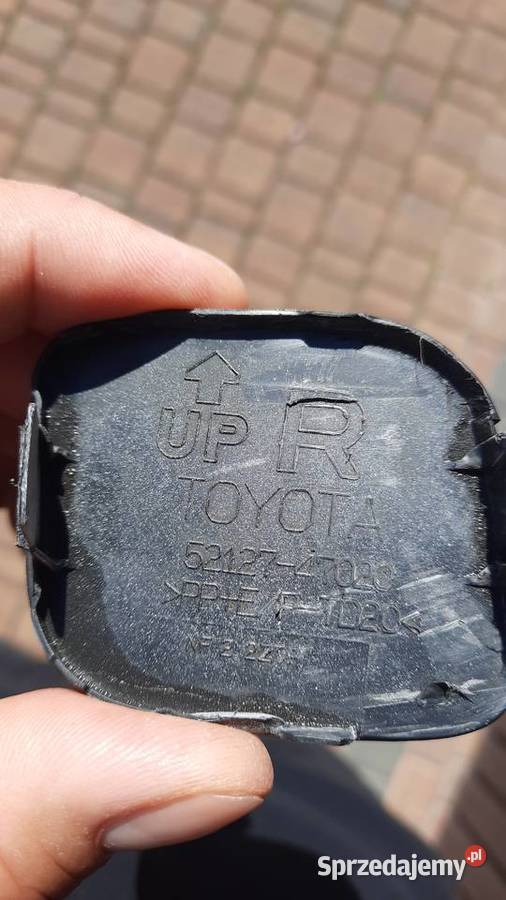 UP R
TOYOTA
52127-47020
>PP+E/P-TD20<
Sprzedajemy.pl